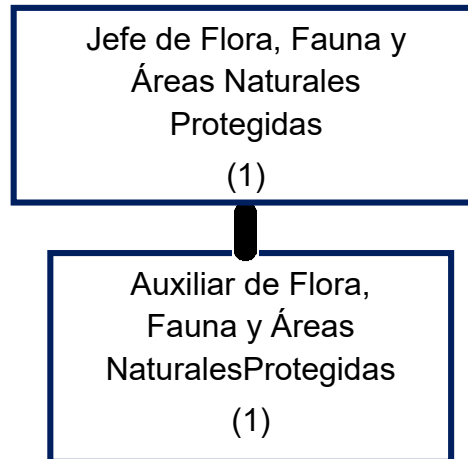 Jefe de Flora, Fauna y
Áreas Naturales
Protegidas
(1)
Auxiliar de Flora,
Fauna y Áreas
NaturalesProtegidas
(1)